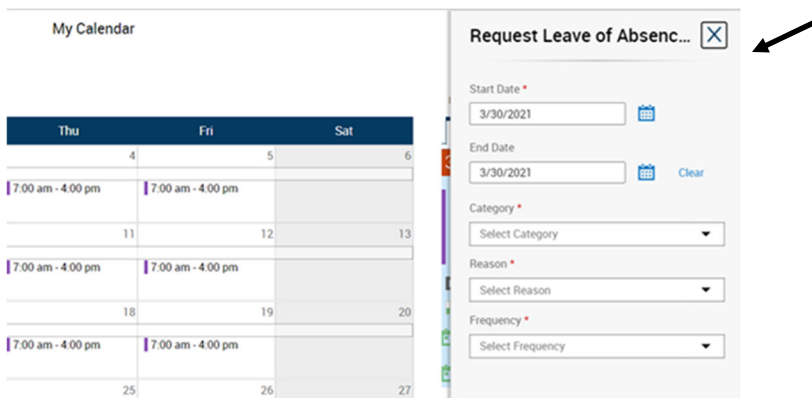 My Calendar
Thu Fri Sat
4 5 6
7:00 am - 4:00 pm 7:00 am - 4:00 pm
11 12 13
7:00 am - 4:00 pm 7:00 am - 4:00 pm
18 19 20
7:00 am - 4:00 pm 7:00 am - 4:00 pm
25 26 27
Request Leave of Absenc...
Start Date *
3/30/2021
End Date
3/30/2021
Clear
Category *
Select Category
Reason *
Select Reason
Frequency *
Select Frequency